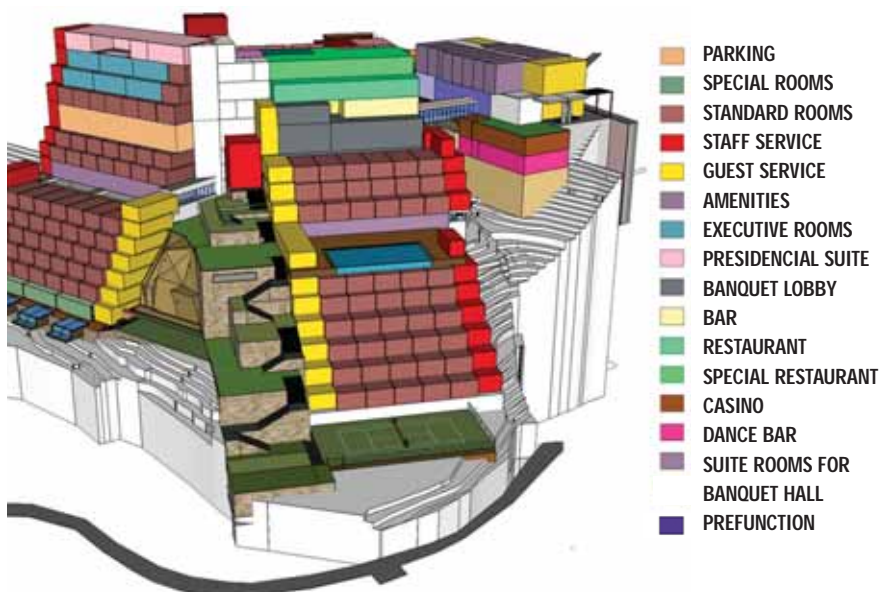 PARKING
SPECIAL ROOMS
STANDARD ROOMS
STAFF SERVICE
GUEST SERVICE
AMENITIES
EXECUTIVE ROOMS
PRESIDENCIAL SUITE
BANQUET LOBBY
BAR
RESTAURANT
SPECIAL RESTAURANT
CASINO
DANCE BAR
SUITE ROOMS FOR
BANQUET HALL
PREFUNCTION